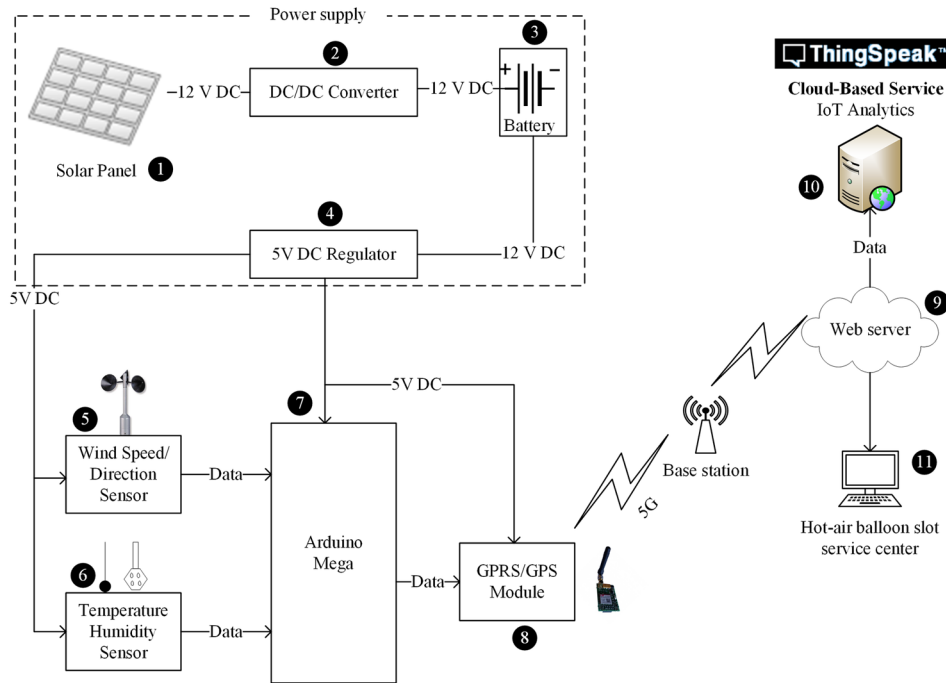 Power supply
1
Solar Panel
12 V DC
2
DC/DC Converter
12 V DC
3
+ −
Battery
4
5V DC Regulator
12 V DC
5V DC
5V DC
5
Wind Speed/
Direction
Sensor
Data
6
Temperature
Humidity
Sensor
Data
7
Arduino
Mega
Data
GPRS/GPS
Module
8
5G
Base station
9
Web server
Data
ThingSpeak™
Cloud-Based Service
IoT Analytics
10
11
Hot-air balloon slot
service center